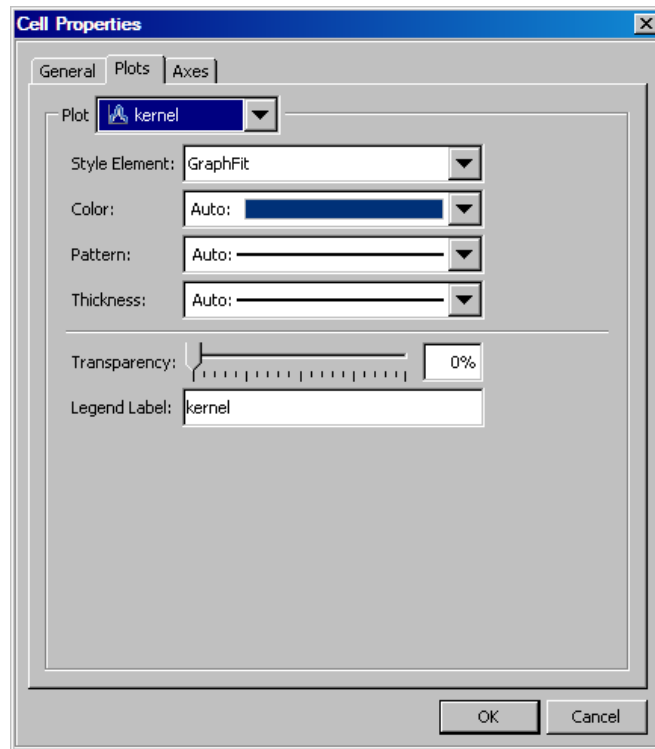 Cell Properties
General Plots Axes
Plot kernel
Style Element: GraphFit
Color: Auto:
Pattern: Auto:
Thickness: Auto:
Transparency: 0%
Legend Label: kernel
OK Cancel